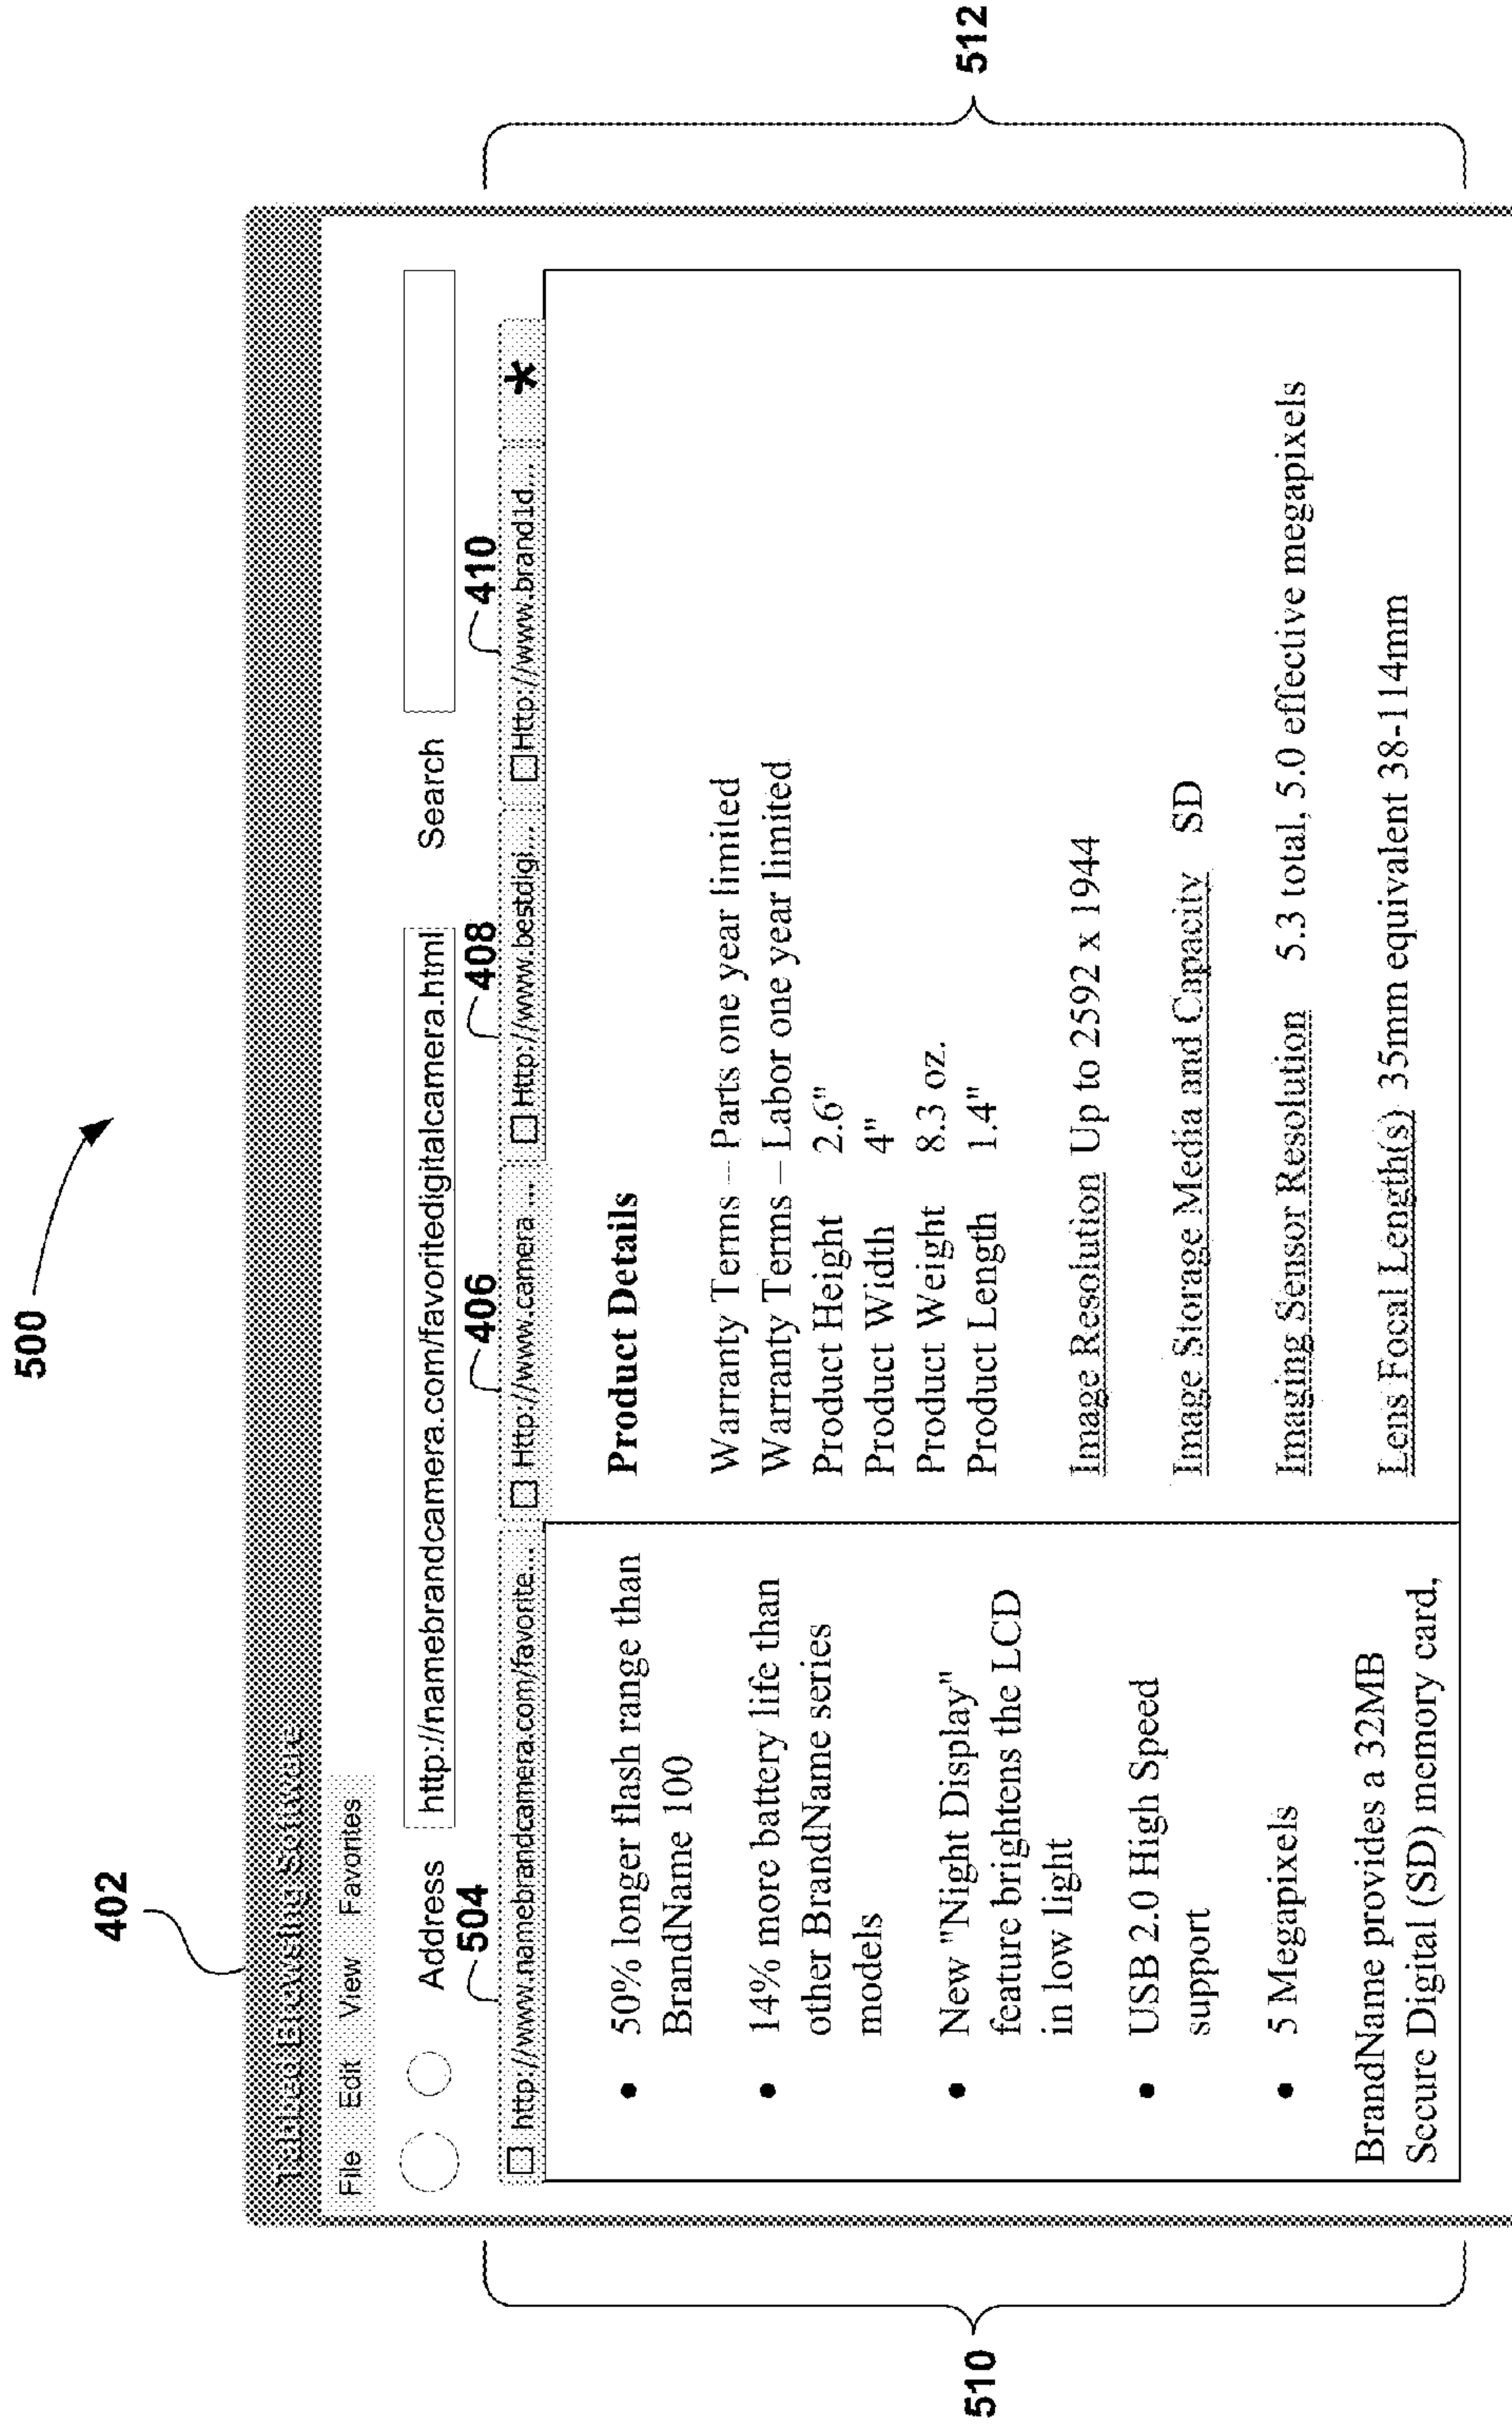 500
402
Tabbed Browsing Software
File Edit View Favorites
Address http://namebrandcamera.com/favoritedigitalcamera.html Search
504 406 408 410
http://www.namebrandcamera.com/favorite... Http://www.camera ... Http://www.bestdigi... Http://www.brand1d... *
• 50% longer flash range than
BrandName 100
• 14% more battery life than
other BrandName series
models
• New "Night Display"
feature brightens the LCD
in low light
• USB 2.0 High Speed
support
• 5 Megapixels
BrandName provides a 32MB
Secure Digital (SD) memory card,
Product Details
Warranty Terms – Parts one year limited
Warranty Terms – Labor one year limited
Product Height 2.6"
Product Width 4"
Product Weight 8.3 oz.
Product Length 1.4"
Image Resolution Up to 2592 x 1944
Image Storage Media and Capacity SD
Imaging Sensor Resolution 5.3 total, 5.0 effective megapixels
Lens Focal Length(s) 35mm equivalent 38-114mm
510
512